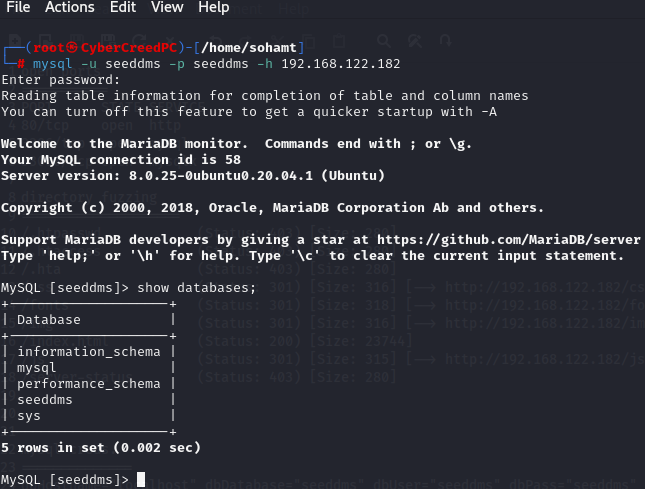 File Actions Edit View Help
┌──(root㉿CyberCreedPC)-[/home/sohamt]
└─# mysql -u seeddms -p seeddms -h 192.168.122.182
Enter password:
Reading table information for completion of table and column names
You can turn off this feature to get a quicker startup with -A
Welcome to the MariaDB monitor.  Commands end with ; or \g.
Your MySQL connection id is 58
Server version: 8.0.25-0ubuntu0.20.04.1 (Ubuntu)
Copyright (c) 2000, 2018, Oracle, MariaDB Corporation Ab and others.
Support MariaDB developers by giving a star at https://github.com/MariaDB/server
Type 'help;' or '\h' for help. Type '\c' to clear the current input statement.
MySQL [seeddms]> show databases;
+--------------------+
| Database           |
+--------------------+
| information_schema |
| mysql              |
| performance_schema |
| seeddms            |
| sys                |
+--------------------+
5 rows in set (0.002 sec)
MySQL [seeddms]>